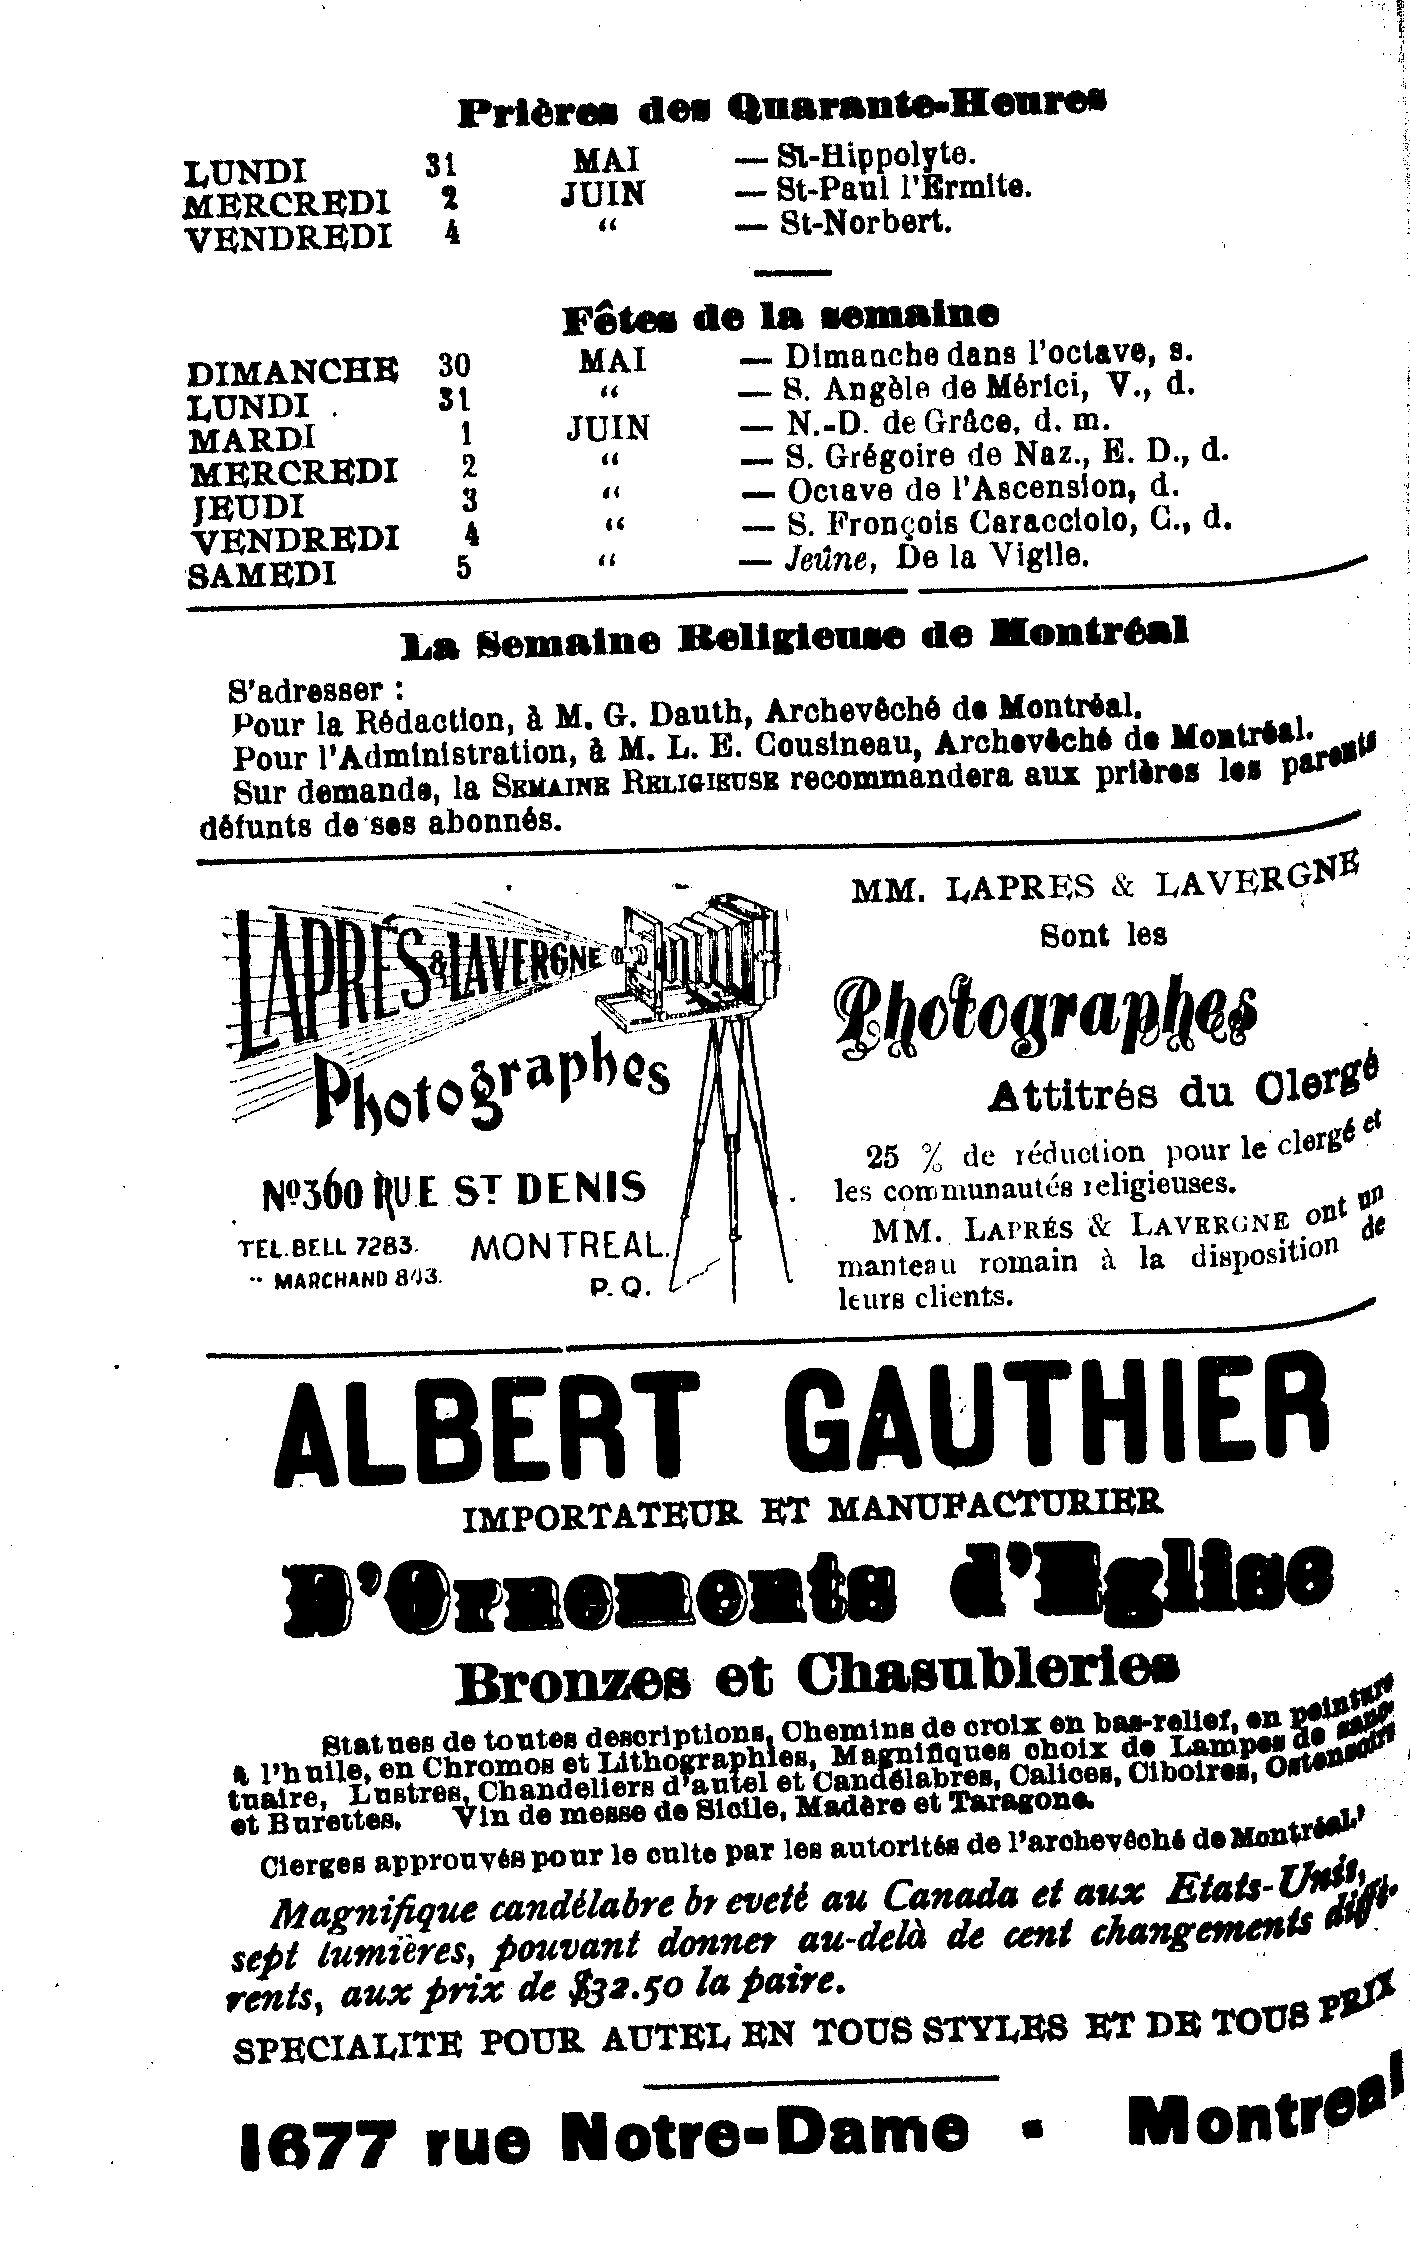 Prières des Quarante-Heures
LUNDI 31 MAI — St-Hippolyte.
MERCREDI 2 JUIN — St-Paul l'Ermite.
VENDREDI 4 “ — St-Norbert.
Fêtes de la semaine
DIMANCHE 30 MAI — Dimanche dans l'octave, s.
LUNDI 31 “ — S. Angèle de Mérici, V., d.
MARDI 1 JUIN — N.-D. de Grâce, d. m.
MERCREDI 2 “ — S. Grégoire de Naz., E. D., d.
JEUDI 3 “ — Octave de l'Ascension, d.
VENDREDI 4 “ — S. Fronçois Caracciolo, C., d.
SAMEDI 5 “ — Jeûne, De la Vigile.
La Semaine Religieuse de Montréal
S'adresser :
Pour la Rédaction, à M. G. Dauth, Archevêché de Montréal.
Pour l'Administration, à M. L. E. Cousineau, Archevêché de Montréal.
Sur demande, la SEMAINE RELIGIEUSE recommandera aux prières les parents
défunts de ses abonnés.
LAPRÉS & LAVERGNE
Photographes
No 360 RUE ST DENIS
TEL. BELL 7283. MONTREAL.
“ MARCHAND 843. P. Q.
MM. LAPRES & LAVERGNE
Sont les
Photographes
Attitrés du Clergé
25 % de réduction pour le clergé et
les communautés religieuses.
MM. LAPRÉS & LAVERGNE ont un
manteau romain à la disposition de
leurs clients.
ALBERT GAUTHIER
IMPORTATEUR ET MANUFACTURIER
D'Ornements d'Eglise
Bronzes et Chasubleries
Statues de toutes descriptions, Chemins de croix en bas-relief, en peinture
à l'huile, en Chromos et Lithographies, Magnifiques choix de Lampes de sanc-
tuaire, Lustres, Chandeliers d'autel et Candélabres, Calices, Ciboires, Ostensoirs
et Burettes. Vin de messe de Sicile, Madère et Taragone.
Cierges approuvés pour le culte par les autorités de l'archevêché de Montréal.
Magnifique candélabre breveté au Canada et aux Etats-Unis,
sept lumières, pouvant donner au-delà de cent changements diffé-
rents, aux prix de $32.50 la paire.
SPECIALITE POUR AUTEL EN TOUS STYLES ET DE TOUS PRIX
1677 rue Notre-Dame - Montreal